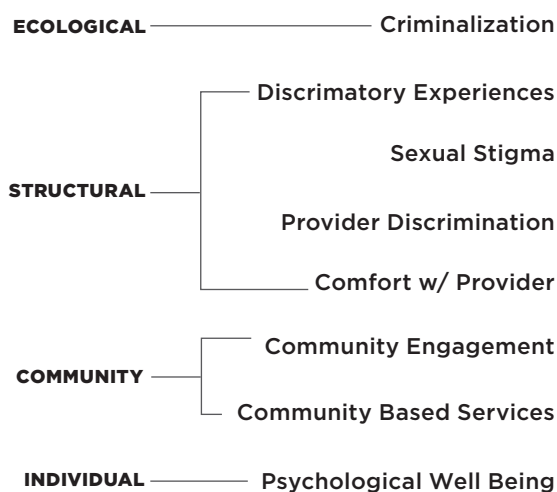 ECOLOGICAL Criminalization
Discrimatory Experiences
Sexual Stigma
STRUCTURAL
Provider Discrimination
Comfort w/ Provider
Community Engagement
COMMUNITY
Community Based Services
INDIVIDUAL Psychological Well Being